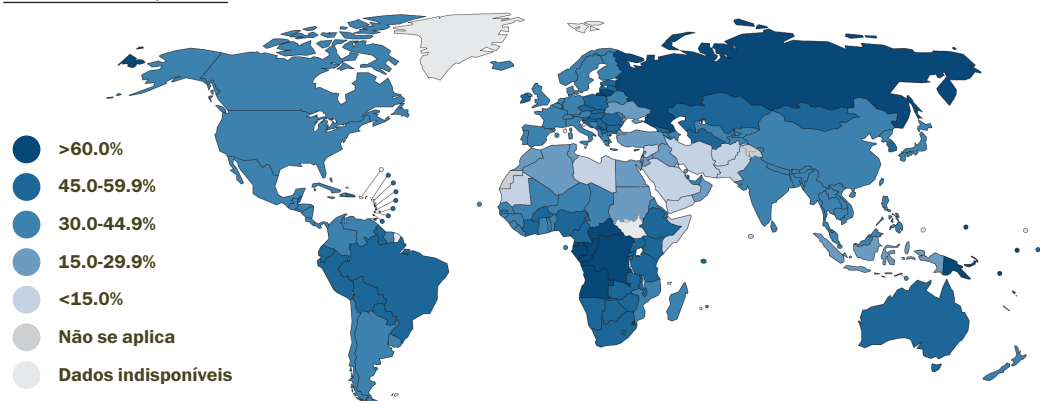 >60.0%
45.0-59.9%
30.0-44.9%
15.0-29.9%
<15.0%
Não se aplica
Dados indisponíveis